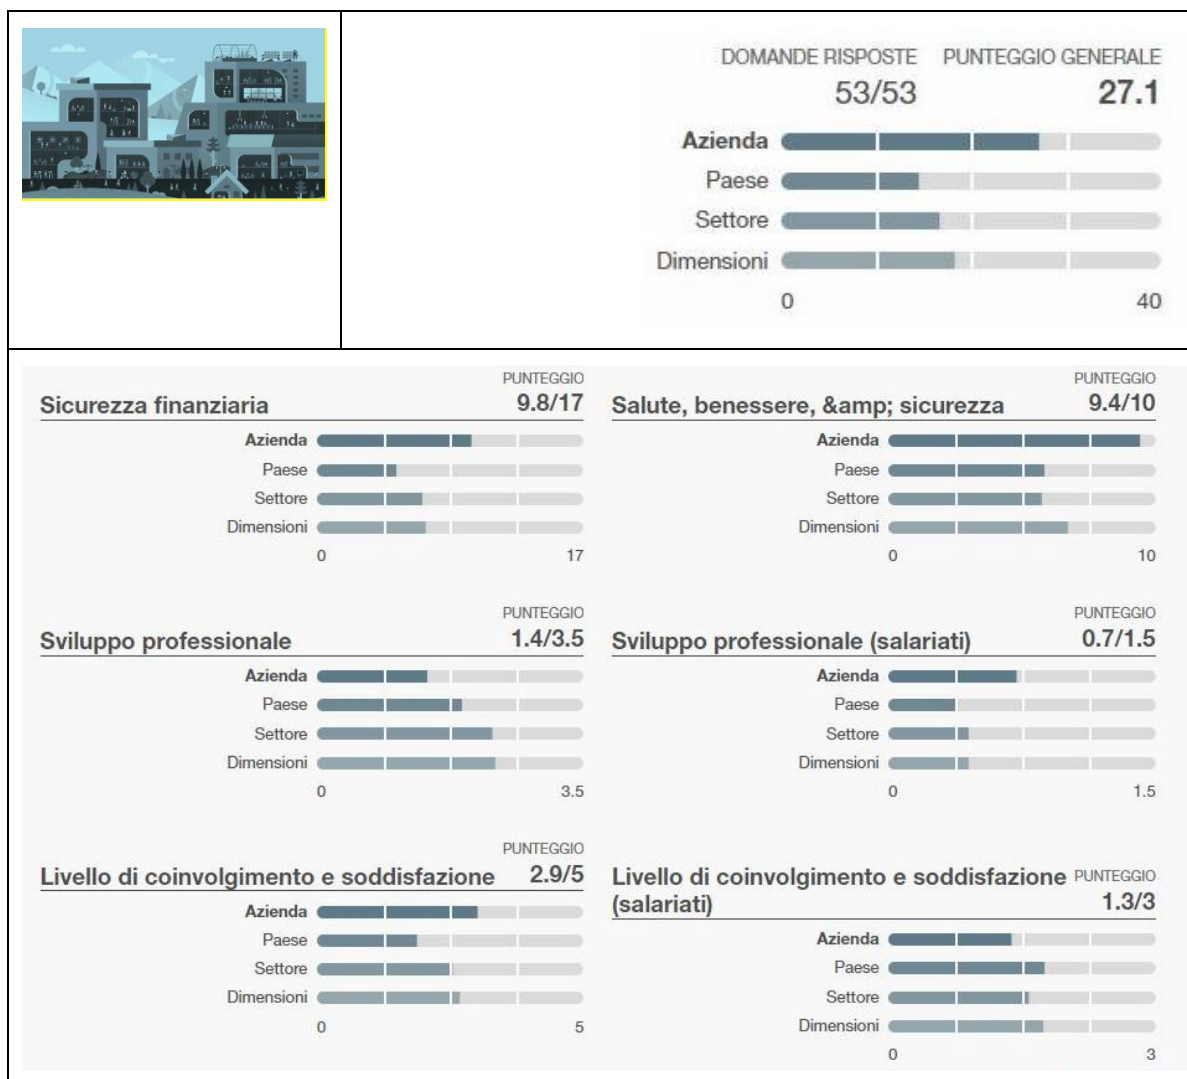 DOMANDE RISPOSTE PUNTEGGIO GENERALE
53/53 27.1
Azienda
Paese
Settore
Dimensioni
0 40
PUNTEGGIO
Sicurezza finanziaria 9.8/17
Azienda
Paese
Settore
Dimensioni
0 17
PUNTEGGIO
Salute, benessere, &amp; sicurezza 9.4/10
Azienda
Paese
Settore
Dimensioni
0 10
PUNTEGGIO
Sviluppo professionale 1.4/3.5
Azienda
Paese
Settore
Dimensioni
0 3.5
PUNTEGGIO
Sviluppo professionale (salariati) 0.7/1.5
Azienda
Paese
Settore
Dimensioni
0 1.5
PUNTEGGIO
Livello di coinvolgimento e soddisfazione 2.9/5
Azienda
Paese
Settore
Dimensioni
0 5
Livello di coinvolgimento e soddisfazione PUNTEGGIO
(salariati) 1.3/3
Azienda
Paese
Settore
Dimensioni
0 3